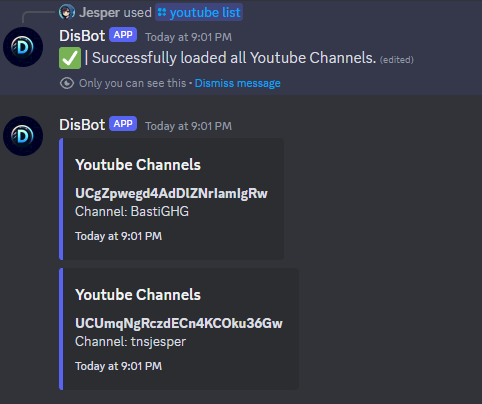 Jesper used youtube list
D
DisBot APP Today at 9:01 PM
✅ | Successfully loaded all Youtube Channels. (edited)
Only you can see this • Dismiss message
D
DisBot APP Today at 9:01 PM
Youtube Channels
UCgZpwegd4AdDlZNrIamIgRw
Channel: BastiGHG
Today at 9:01 PM
Youtube Channels
UCUmqNgRczdECn4KCOku36Gw
Channel: tnsjesper
Today at 9:01 PM